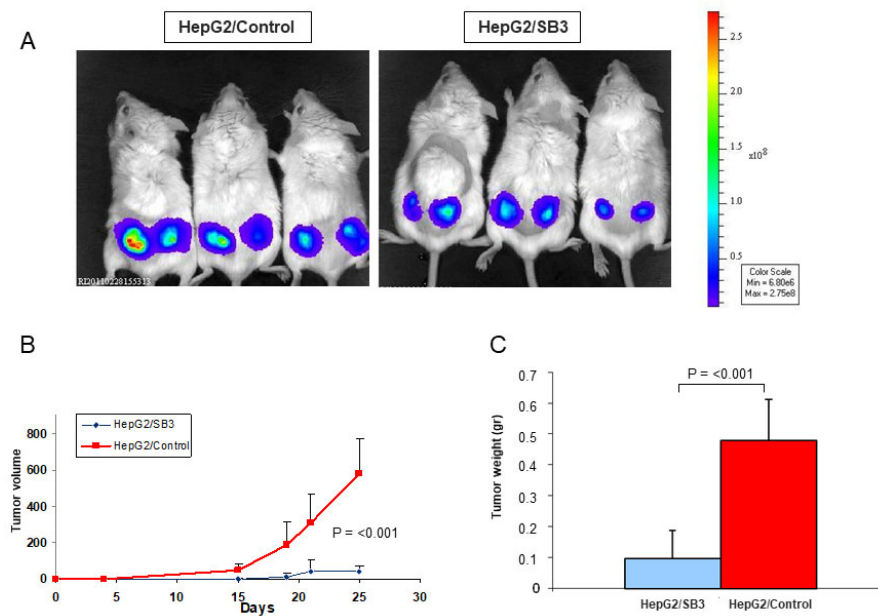 HepG2/Control
HepG2/SB3
A
2.5
2.0
1.5
x10⁸
1.0
0.5
RI20110228155313
Color Scale
Min = 6.80e6
Max = 2.75e8
B
HepG2/SB3
HepG2/Control
Tumor volume
800
600
400
200
0
P = <0.001
0 5 10 15 20 25 30
Days
C
P = <0.001
Tumor weight (gr)
0.7
0.6
0.5
0.4
0.3
0.2
0.1
0
HepG2/SB3 HepG2/Control